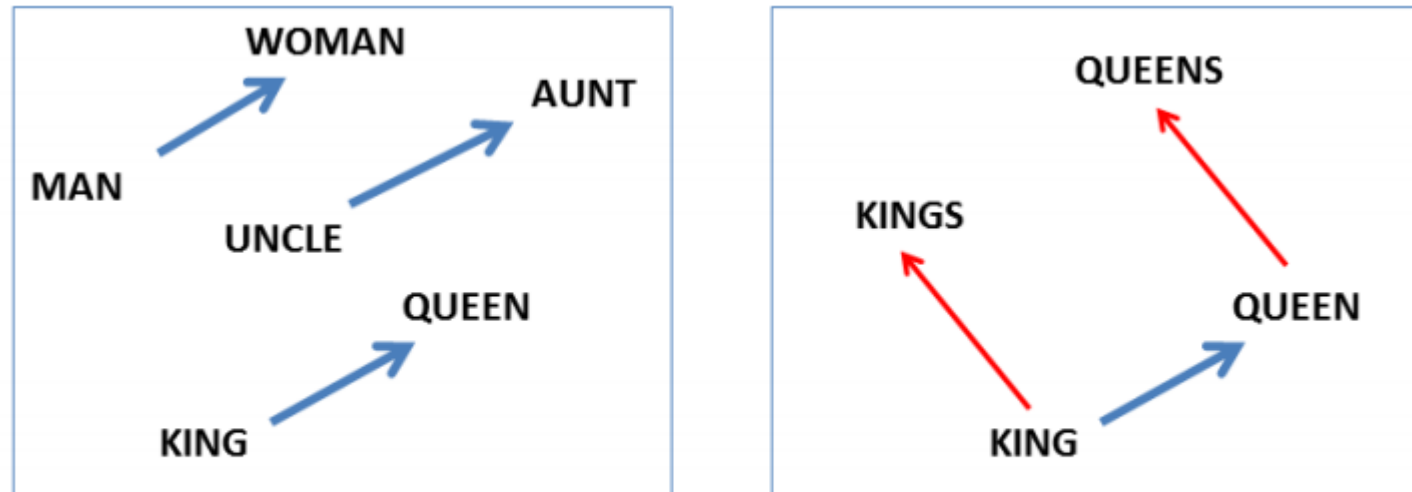 WOMAN
AUNT
MAN
UNCLE
QUEEN
KING
QUEENS
KINGS
QUEEN
KING